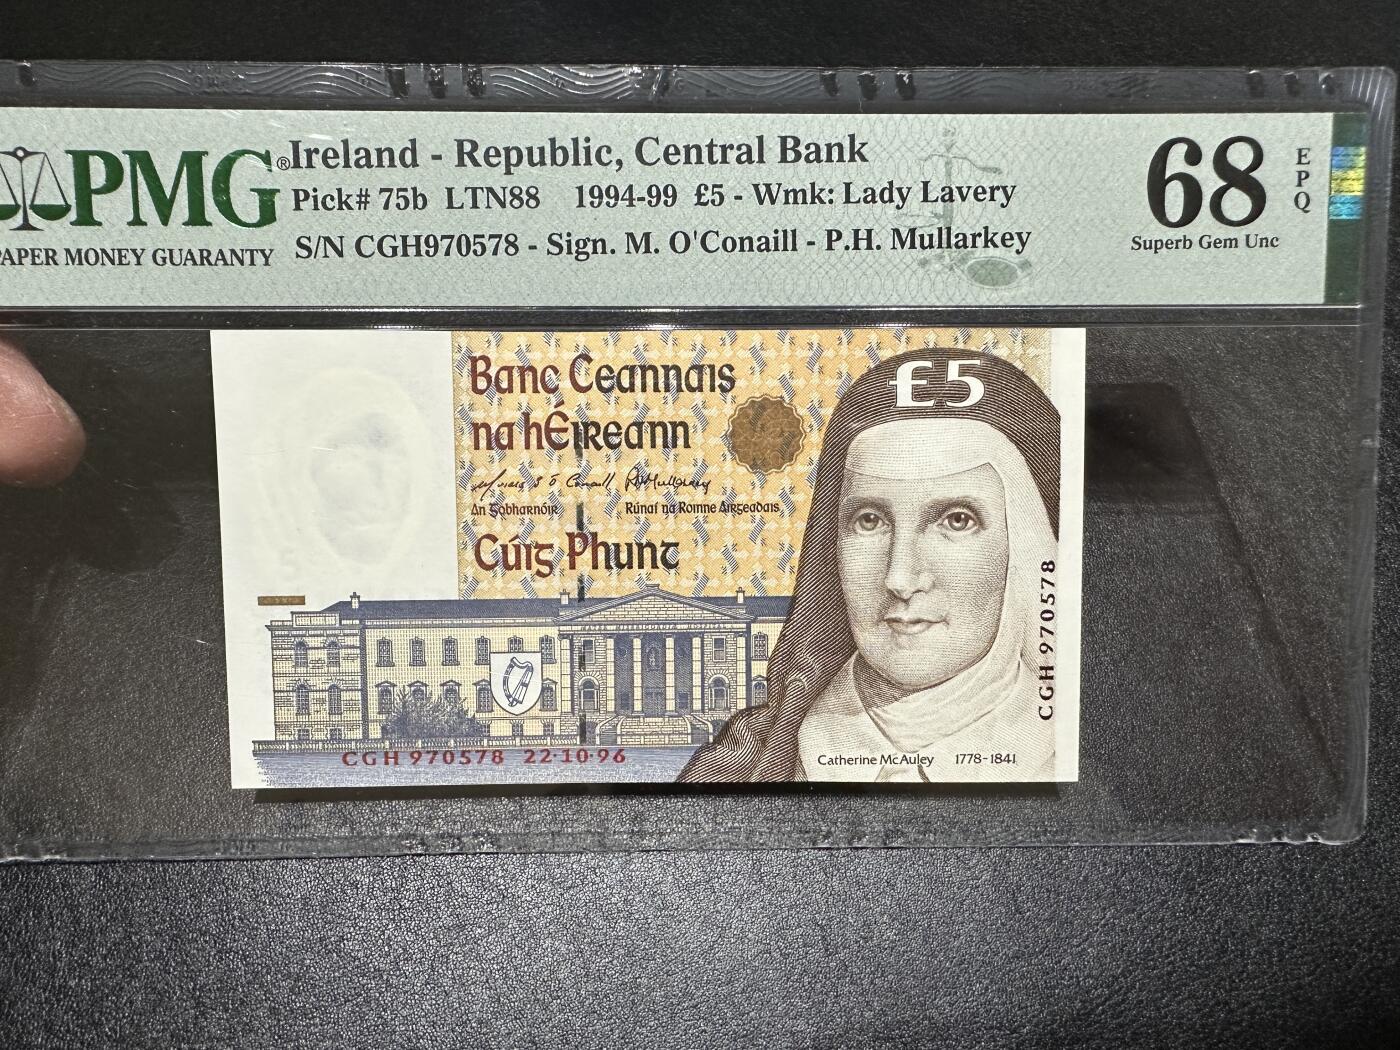 PMG®
PAPER MONEY GUARANTY
Ireland - Republic, Central Bank
Pick# 75b LTN88 1994-99 £5 - Wmk: Lady Lavery
S/N CGH970578 - Sign. M. O'Conaill - P.H. Mullarkey
68
EPQ
Superb Gem Unc
£5
Banc Ceannais
na hÉireann
An Gobharnóir
Rúnaí na Roinne Airgeadais
Cúig Phunt
CGH 970578
CGH 970578 22·10·96
Catherine McAuley 1778-1841